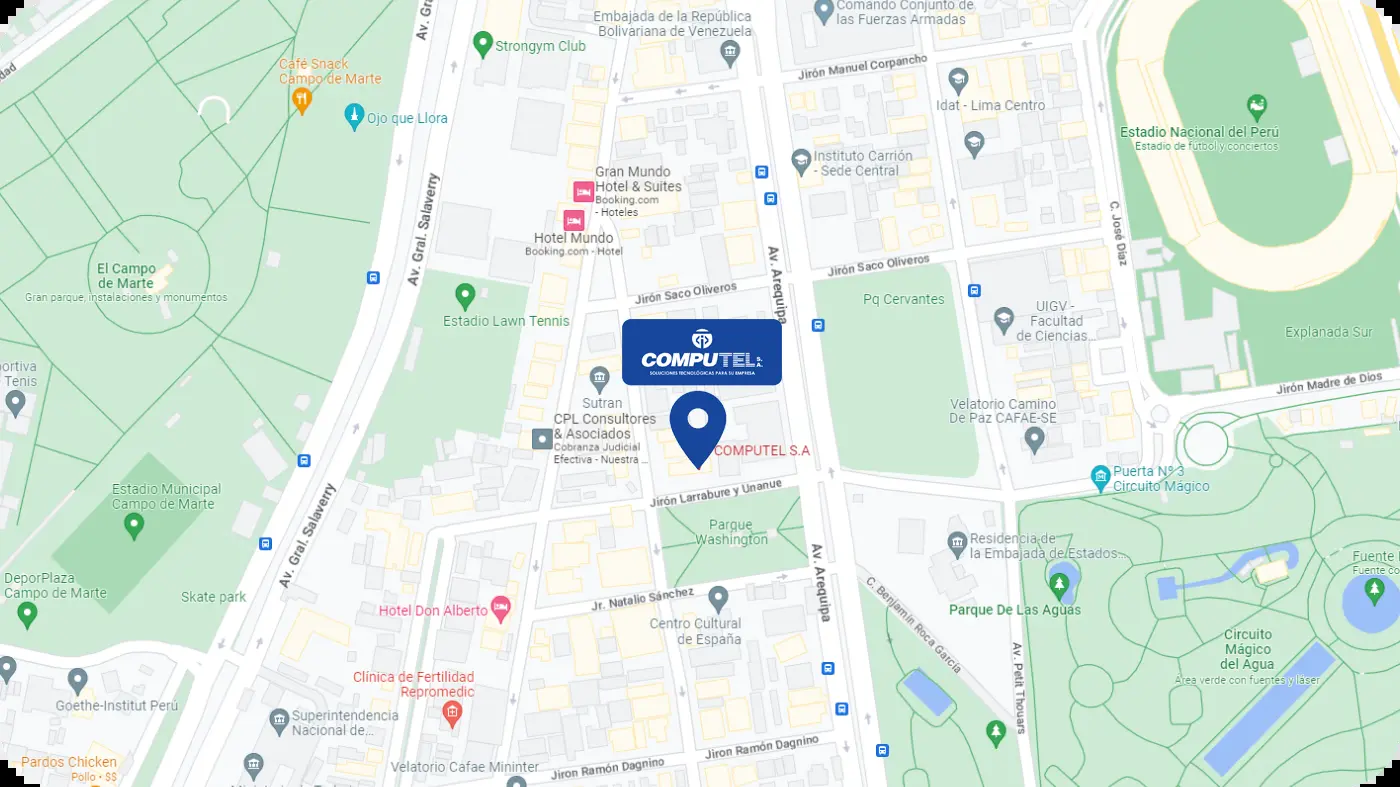 Av. Gral.
Embajada de la República
Bolivariana de Venezuela
Comando Conjunto de
las Fuerzas Armadas
Strongym Club
Café Snack
Campo de Marte
Ojo que Llora
Jirón Manuel Corpancho
Idat - Lima Centro
Estadio Nacional del Perú
Estadio de fútbol y conciertos
Instituto Carrión
- Sede Central
Gran Mundo
Hotel & Suites
Booking.com
- Hoteles
Hotel Mundo
Booking.com - Hotel
Av. Gral. Salaverry
C. José Díaz
El Campo
de Marte
Gran parque, instalaciones y monumentos
Jirón Saco Oliveros
Jirón Saco Oliveros
Av. Arequipa
Estadio Lawn Tennis
Pq Cervantes
UIGV -
Facultad
de Ciencias...
Explanada Sur
COMPUTEL S.A.
SOLUCIONES TECNOLÓGICAS PARA SU EMPRESA
Tenis
Sutran
Jirón Madre de Dios
CPL Consultores
& Asociados
Cobranza Judicial
Efectiva - Nuestra ...
Velatorio Camino
De Paz CAFAE-SE
COMPUTEL S.A
Puerta Nº 3
Circuito Mágico
Estadio Municipal
Campo de Marte
Jirón Larrabure y Unanue
Av. Gral. Salaverry
Parque
Washington
Residencia de
la Embajada de Estados...
Av. Arequipa
DeporPlaza
Campo de Marte
Skate park
Fuente
Fuente co
Hotel Don Alberto
Jr. Natalio Sánchez
Centro Cultural
de España
C. Benjamín Roca García
Parque De Las Aguas
Circuito
Mágico
del Agua
Área verde con fuentes y láser
Av. Petit Thouars
Clínica de Fertilidad
Repromedic
Goethe-Institut Perú
Superintendencia
Nacional de...
Jiron Ramón Dagnino
Jiron Ramón Dagnino
Pardos Chicken
Pollo • $$
Velatorio Cafae Mininter